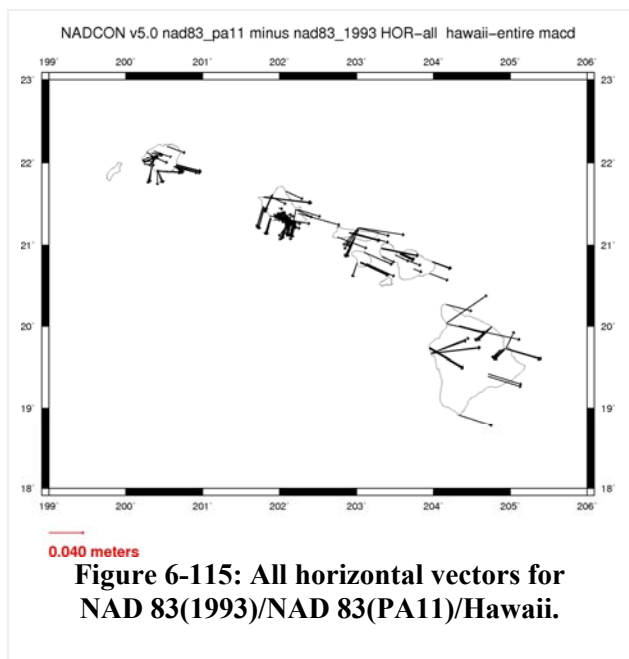 NADCON v5.0 nad83_pa11 minus nad83_1993 HOR-all hawaii-entire macd
199˚ 200˚ 201˚ 202˚ 203˚ 204˚ 205˚ 206˚
23˚ 23˚
22˚ 22˚
21˚ 21˚
20˚ 20˚
19˚ 19˚
18˚ 18˚
199˚ 200˚ 201˚ 202˚ 203˚ 204˚ 205˚ 206˚
0.040 meters
Figure 6-115: All horizontal vectors for
NAD 83(1993)/NAD 83(PA11)/Hawaii.